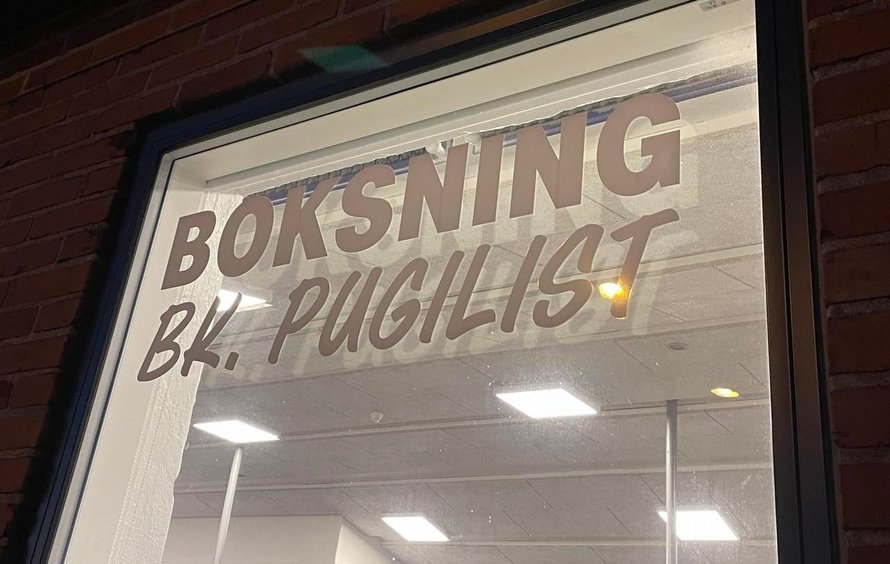 BOKSNING
BK. PUGILIST